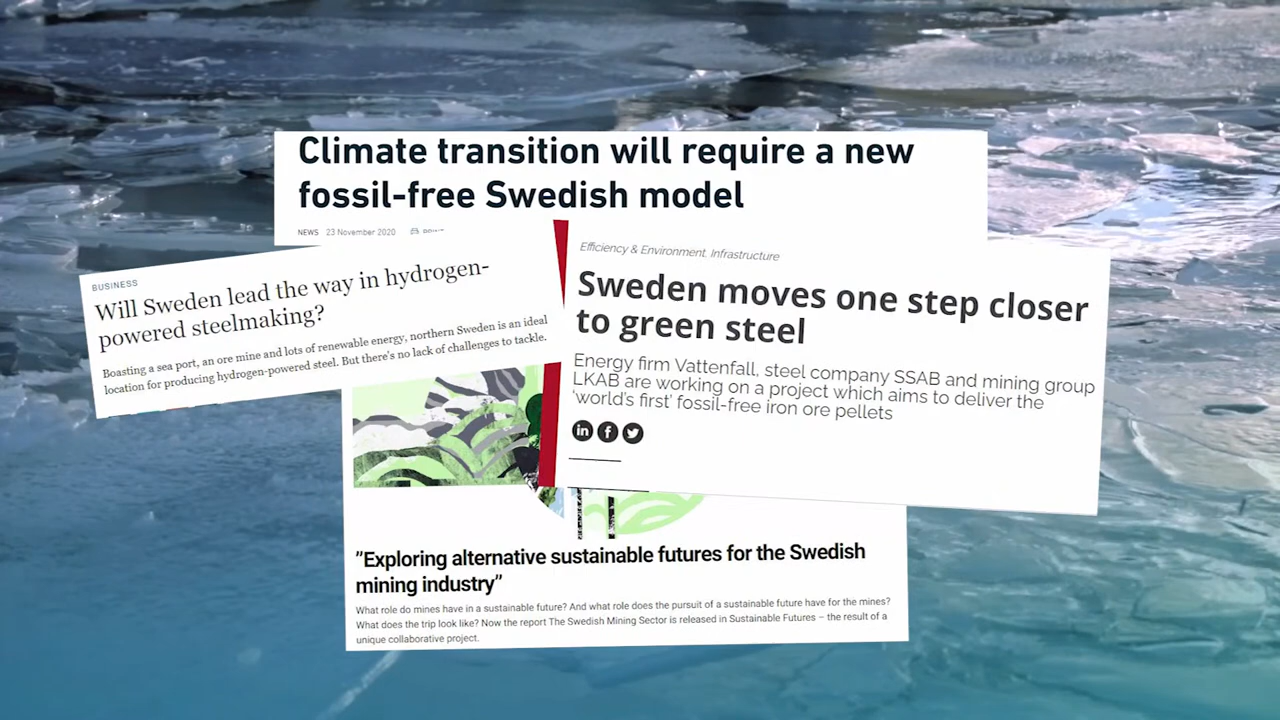 Climate transition will require a new
fossil-free Swedish model
NEWS 23 November 2020
BUSINESS
Will Sweden lead the way in hydrogen-
powered steelmaking?
Boasting a sea port, an ore mine and lots of renewable energy, northern Sweden is an ideal
location for producing hydrogen-powered steel. But there's no lack of challenges to tackle.
Efficiency & Environment, Infrastructure
Sweden moves one step closer
to green steel
Energy firm Vattenfall, steel company SSAB and mining group
LKAB are working on a project which aims to deliver the
'world's first' fossil-free iron ore pellets
"Exploring alternative sustainable futures for the Swedish
mining industry"
What role do mines have in a sustainable future? And what role does the pursuit of a sustainable future have for the mines?
What does the trip look like? Now the report The Swedish Mining Sector is released in Sustainable Futures – the result of a
unique collaborative project.